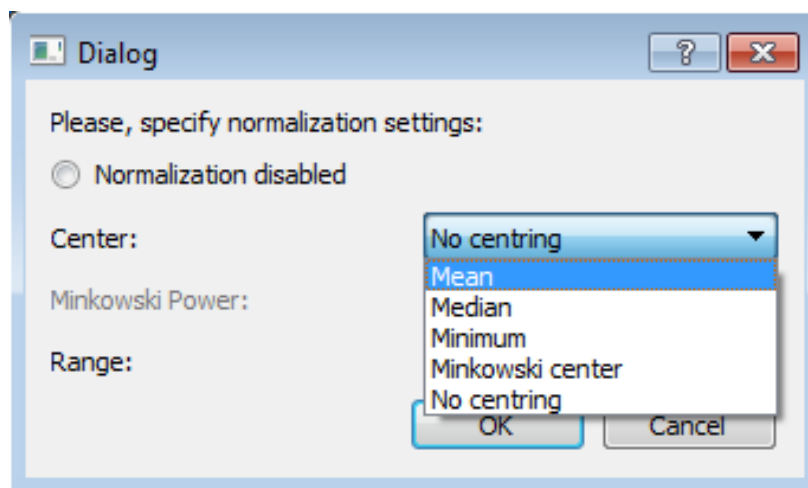 Dialog
?
Please, specify normalization settings:
Normalization disabled
Center:
No centring
Mean
Median
Minimum
Minkowski center
No centring
Minkowski Power:
Range:
OK
Cancel